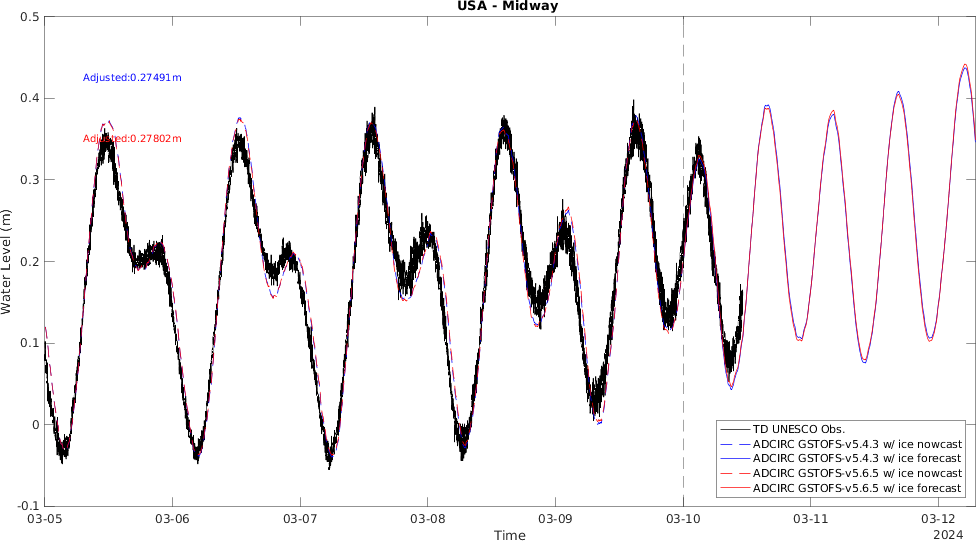 USA - Midway
0.5
0.4
0.3
0.2
0.1
0
-0.1
Water Level (m)
Adjusted:0.27491m
Adjusted:0.27802m
TD UNESCO Obs.
ADCIRC GSTOFS-v5.4.3 w/ ice nowcast
ADCIRC GSTOFS-v5.4.3 w/ ice forecast
ADCIRC GSTOFS-v5.6.5 w/ ice nowcast
ADCIRC GSTOFS-v5.6.5 w/ ice forecast
03-05 03-06 03-07 03-08 03-09 03-10 03-11 03-12
Time
2024